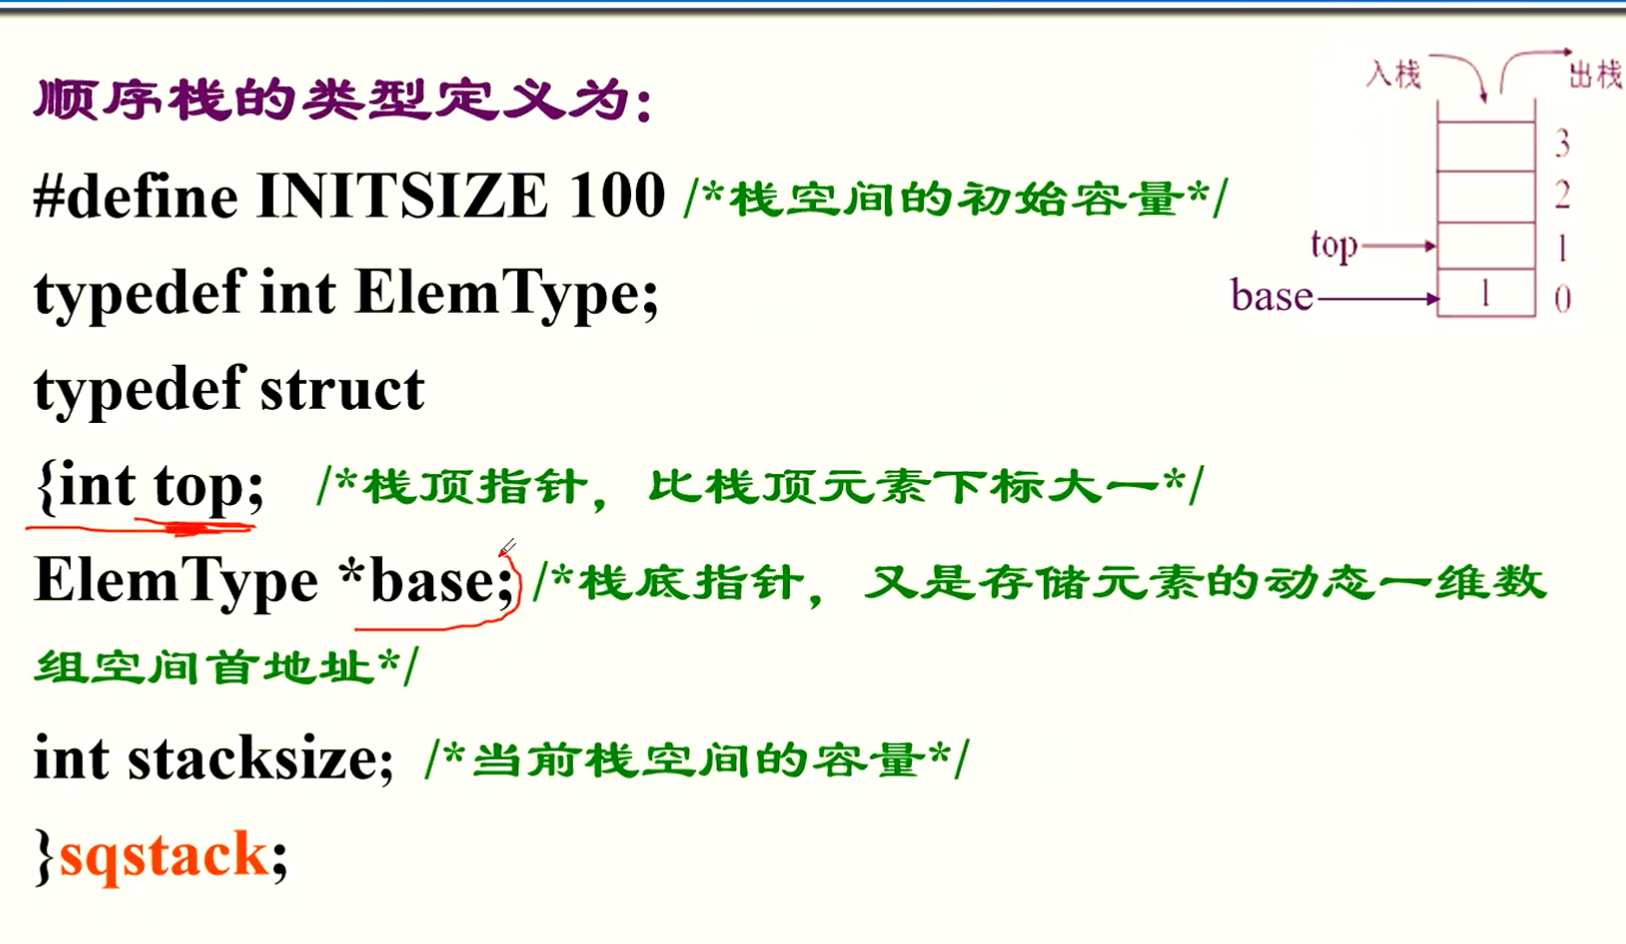 顺序栈的类型定义为:
#define INITSIZE 100 /*栈空间的初始容量*/
typedef int ElemType;
typedef struct
{int top; /*栈顶指针，比栈顶元素下标大一*/
ElemType *base; /*栈底指针，又是存储元素的动态一维数
组空间首地址*/
int stacksize; /*当前栈空间的容量*/
}sqstack;
入栈 出栈
3
2
top 1
base 1 0